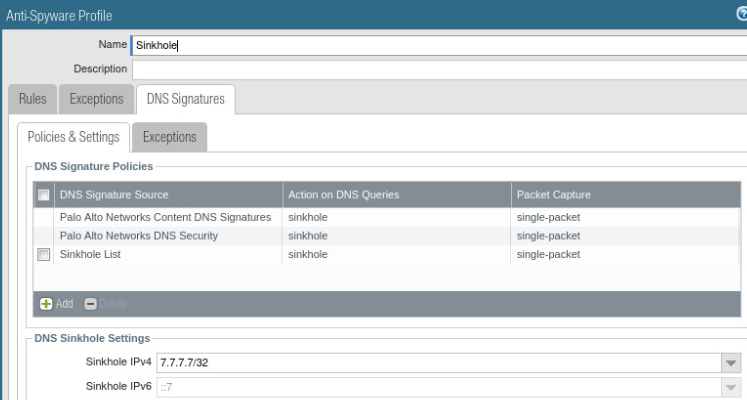 Anti-Spyware Profile
Name Sinkhole
Description
Rules Exceptions DNS Signatures
Policies & Settings Exceptions
DNS Signature Policies
DNS Signature Source Action on DNS Queries Packet Capture
Palo Alto Networks Content DNS Signatures sinkhole single-packet
Palo Alto Networks DNS Security sinkhole single-packet
Sinkhole List sinkhole single-packet
Add Delete
DNS Sinkhole Settings
Sinkhole IPv4 7.7.7.7/32
Sinkhole IPv6 ::7